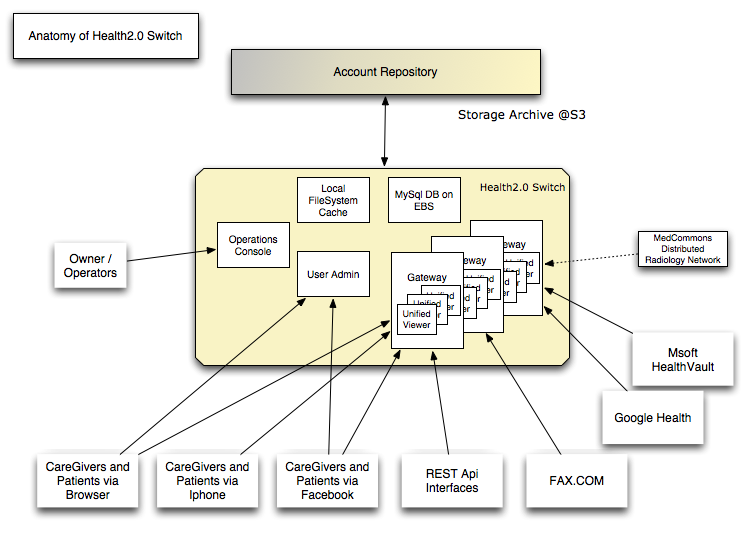 Anatomy of Health2.0 Switch
Account Repository
Storage Archive @S3
Local
FileSystem
Cache
MySql DB on
EBS
Health2.0 Switch
Operations
Console
User Admin
Gateway
Unified
Viewer
MedCommons
Distributed
Radiology Network
Owner /
Operators
Msoft
HealthVault
Google Health
CareGivers and
Patients via
Browser
CareGivers and
Patients via
Iphone
CareGivers and
Patients via
Facebook
REST Api
Interfaces
FAX.COM